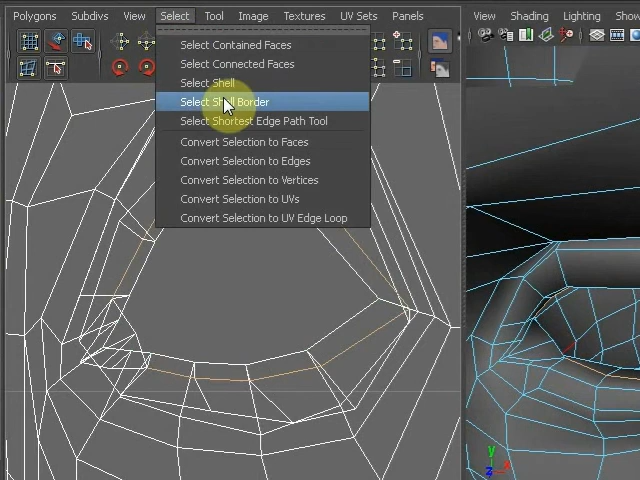 Polygons Subdivs View Select Tool Image Textures UV Sets Panels
View Shading Lighting Show
Select Contained Faces
Select Connected Faces
Select Shell
Select Shell Border
Select Shortest Edge Path Tool
Convert Selection to Faces
Convert Selection to Edges
Convert Selection to Vertices
Convert Selection to UVs
Convert Selection to UV Edge Loop
y
z x